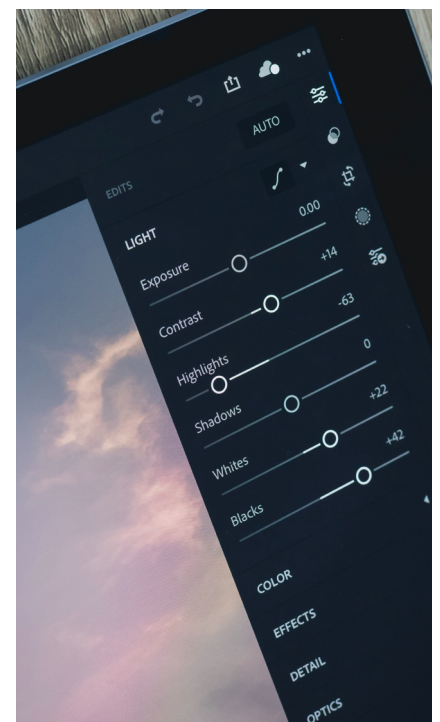 AUTO
EDITS
LIGHT
Exposure 0.00
Contrast +14
Highlights -63
Shadows 0
Whites +22
Blacks +42
COLOR
EFFECTS
DETAIL
OPTICS